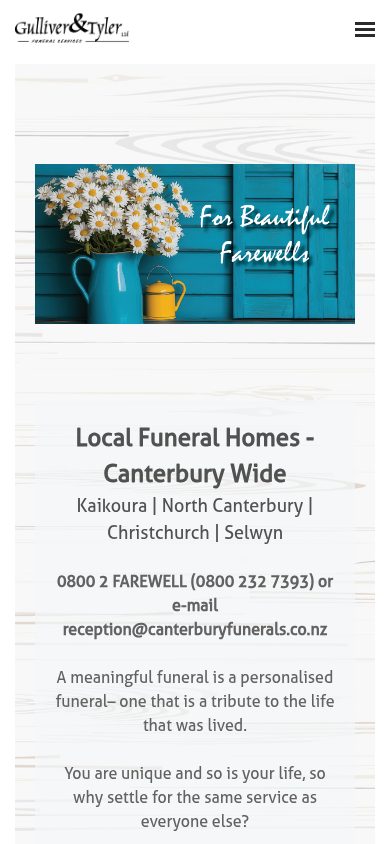 Gulliver&Tyler Ltd
FUNERAL SERVICES
For Beautiful
Farewells
Local Funeral Homes -
Canterbury Wide
Kaikoura | North Canterbury |
Christchurch | Selwyn
0800 2 FAREWELL (0800 232 7393) or
e-mail
reception@canterburyfunerals.co.nz
A meaningful funeral is a personalised
funeral– one that is a tribute to the life
that was lived.
You are unique and so is your life, so
why settle for the same service as
everyone else?